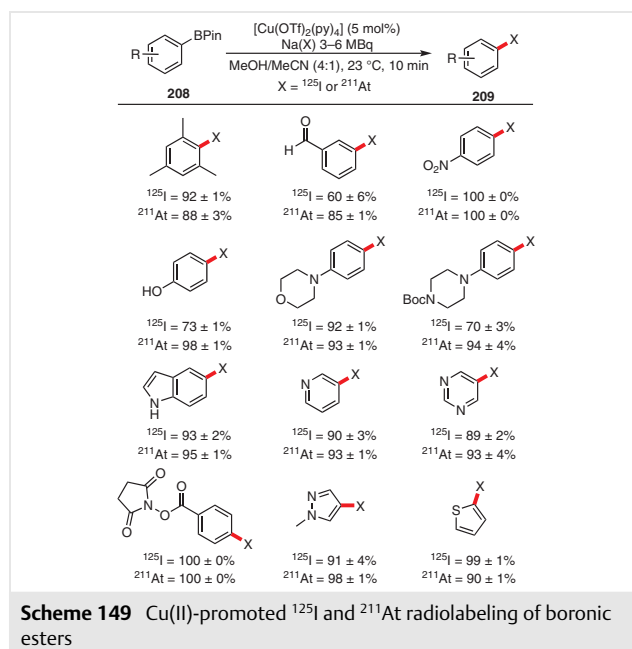 [Cu(OTf)₂(py)₄] (5 mol%)
Na(X) 3–6 MBq
MeOH/MeCN (4:1), 23 °C, 10 min
X = ¹²⁵I or ²¹¹At
R BPin
208
R X
209
X
¹²⁵I = 92 ± 1%
²¹¹At = 88 ± 3%
O H X
¹²⁵I = 60 ± 6%
²¹¹At = 85 ± 1%
NO₂ X
¹²⁵I = 100 ± 0%
²¹¹At = 100 ± 0%
HO X
¹²⁵I = 73 ± 1%
²¹¹At = 98 ± 1%
O N X
¹²⁵I = 92 ± 1%
²¹¹At = 93 ± 1%
BocN N X
¹²⁵I = 70 ± 3%
²¹¹At = 94 ± 4%
N H X
¹²⁵I = 93 ± 2%
²¹¹At = 95 ± 1%
N X
¹²⁵I = 90 ± 3%
²¹¹At = 93 ± 1%
N N X
¹²⁵I = 89 ± 2%
²¹¹At = 93 ± 4%
O N O O O X
¹²⁵I = 100 ± 0%
²¹¹At = 100 ± 0%
N N X
¹²⁵I = 91 ± 4%
²¹¹At = 98 ± 1%
S X
¹²⁵I = 99 ± 1%
²¹¹At = 90 ± 1%
Scheme 149 Cu(II)-promoted ¹²⁵I and ²¹¹At radiolabeling of boronic
esters